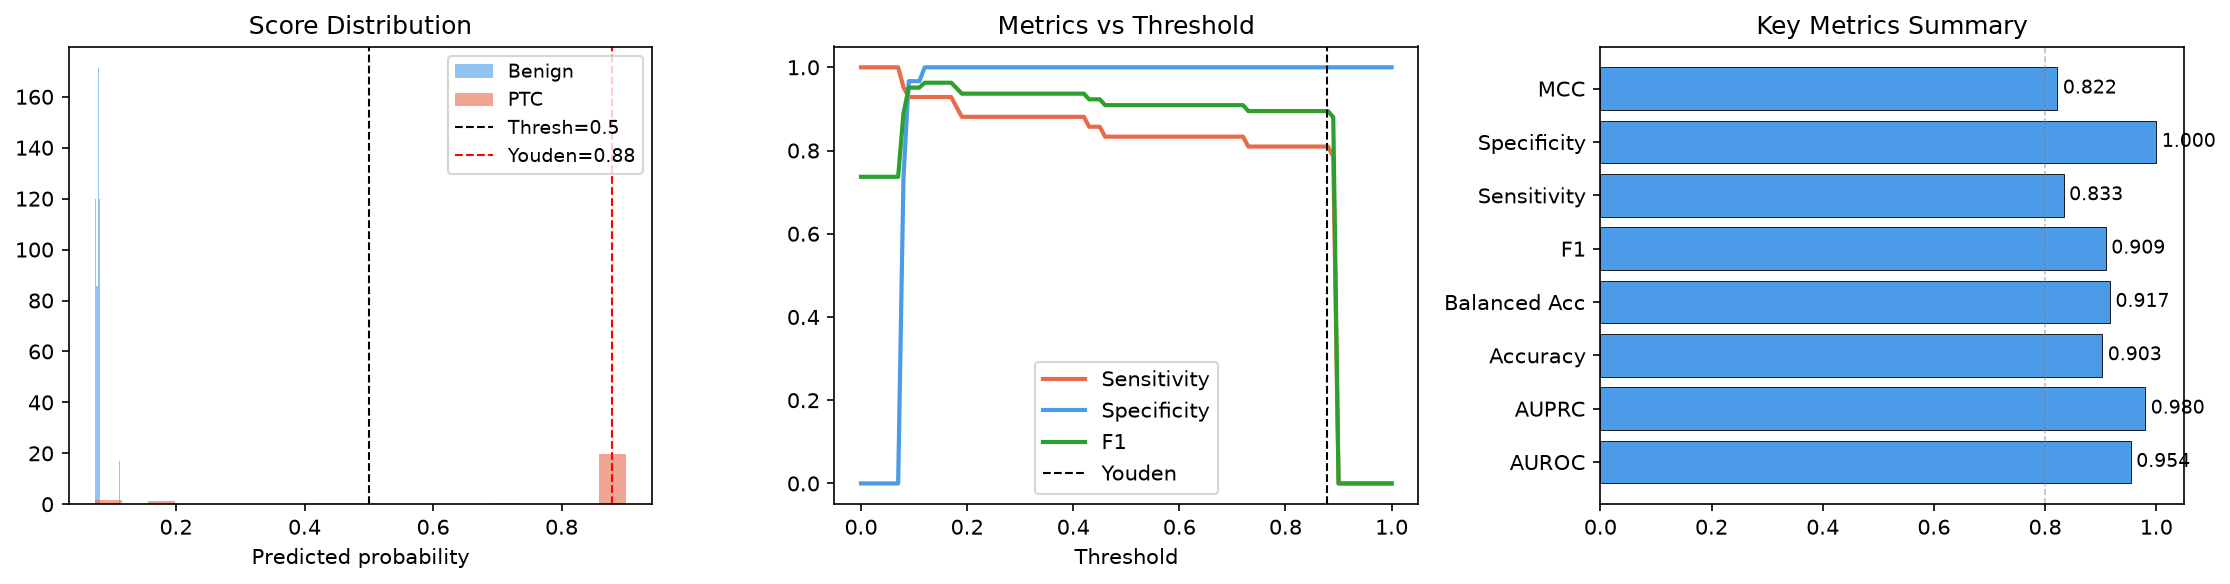 Score Distribution
160
140
120
100
80
60
40
20
0
0.2
0.4
0.6
0.8
Predicted probability
Benign
PTC
Thresh=0.5
Youden=0.88
Metrics vs Threshold
1.0
0.8
0.6
0.4
0.2
0.0
0.0
0.2
0.4
0.6
0.8
1.0
Threshold
Sensitivity
Specificity
F1
Youden
Key Metrics Summary
MCC
0.822
Specificity
1.000
Sensitivity
0.833
F1
0.909
Balanced Acc
0.917
Accuracy
0.903
AUPRC
0.980
AUROC
0.954
0.0
0.2
0.4
0.6
0.8
1.0